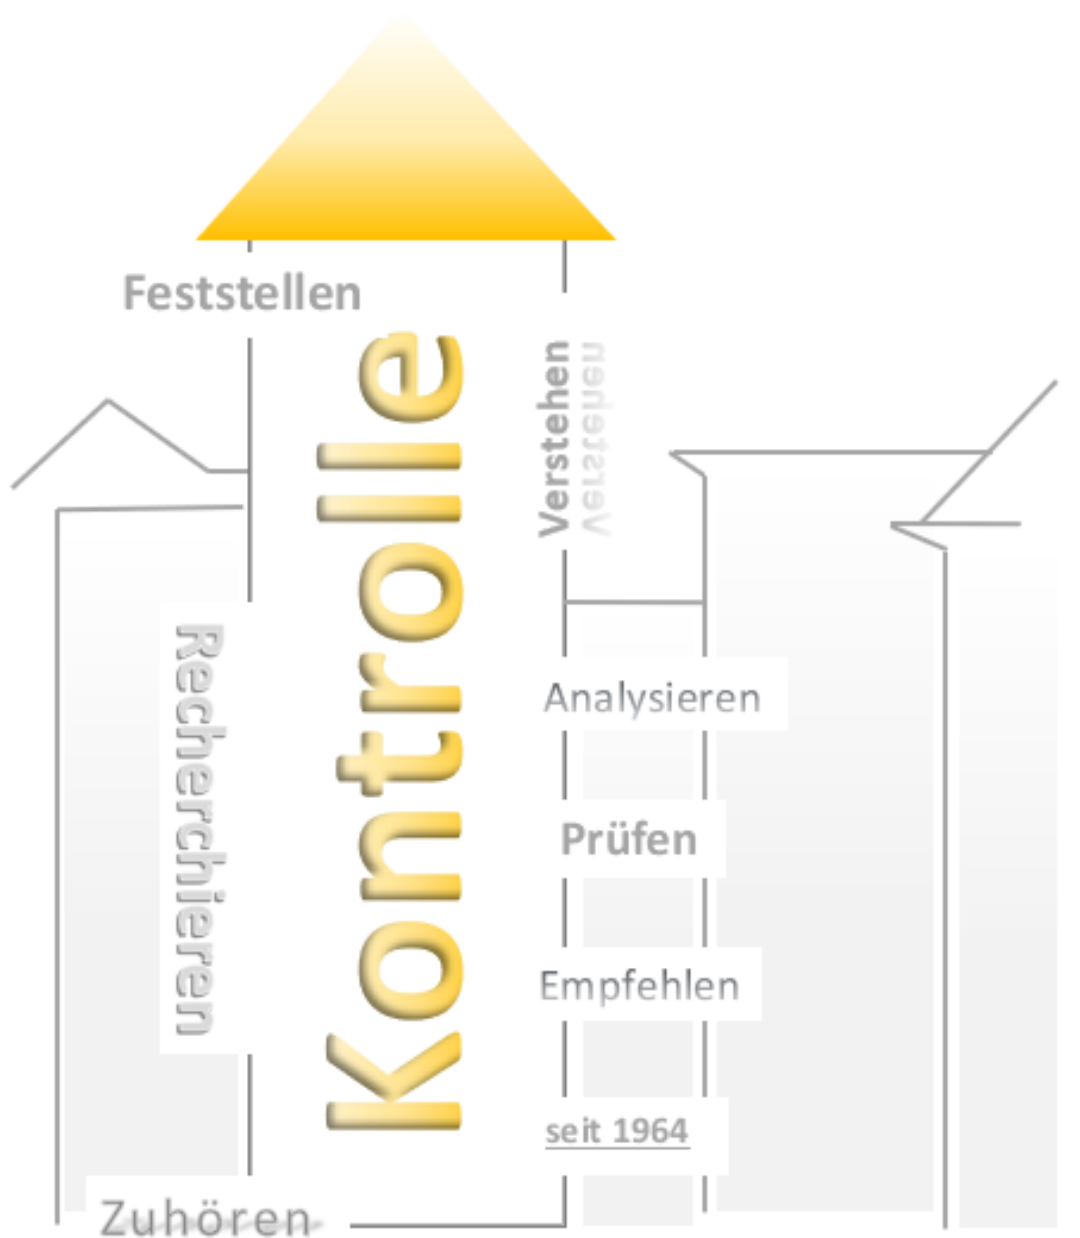 Feststellen
Kontrolle
Verstehen
Recherchieren
Analysieren
Prüfen
Empfehlen
seit 1964
Zuhören